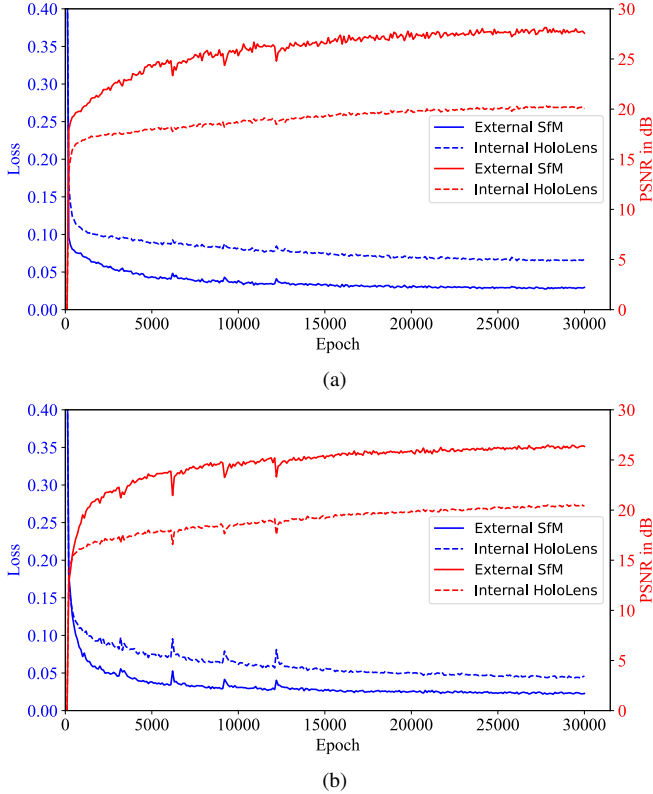 0.40
0.35
0.30
0.25
0.20
0.15
0.10
0.05
0.00
Loss
30
25
20
15
10
5
0
PSNR in dB
External SfM
Internal HoloLens
External SfM
Internal HoloLens
0 5000 10000 15000 20000 25000 30000
Epoch
(a)
0.40
0.35
0.30
0.25
0.20
0.15
0.10
0.05
0.00
Loss
30
25
20
15
10
5
0
PSNR in dB
External SfM
Internal HoloLens
External SfM
Internal HoloLens
0 5000 10000 15000 20000 25000 30000
Epoch
(b)